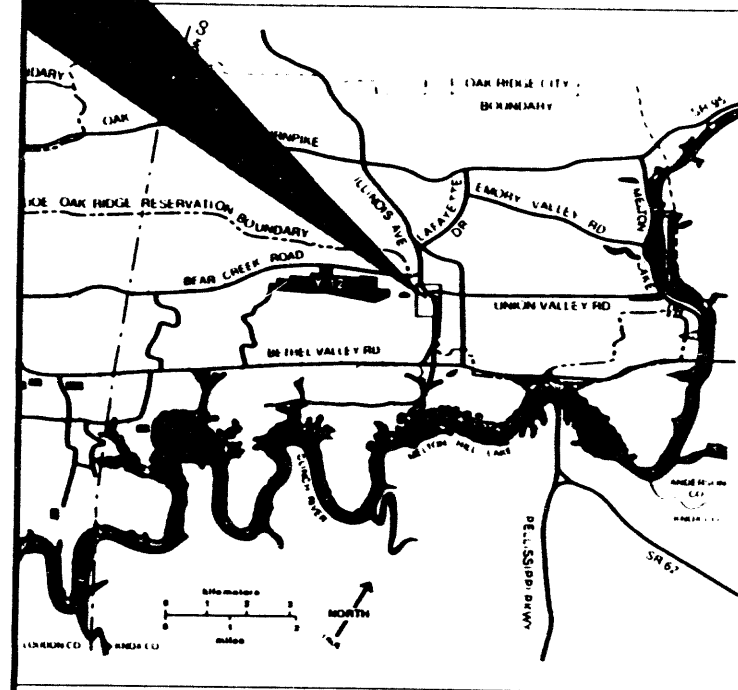 OAK RIDGE CITY
BOUNDARY
SR 95
DARY
OAK
RNPIKE
ILLINOIS AVE
LAFAYETTE
DR
EMORY VALLEY RD
MELTON
LAKE
DOE OAK RIDGE RESERVATION BOUNDARY
BEAR CREEK ROAD
Y-12
UNION VALLEY RD
BETHEL VALLEY RD
MELTON HILL LAKE
CLINCH RIVER
ANDERSON
CO
KNOX CO
PELLISSIPPI PKWY
SR 62
kilometers
0 1 2 3
0 1 2
miles
NORTH
LOUDON CO
KNOX CO